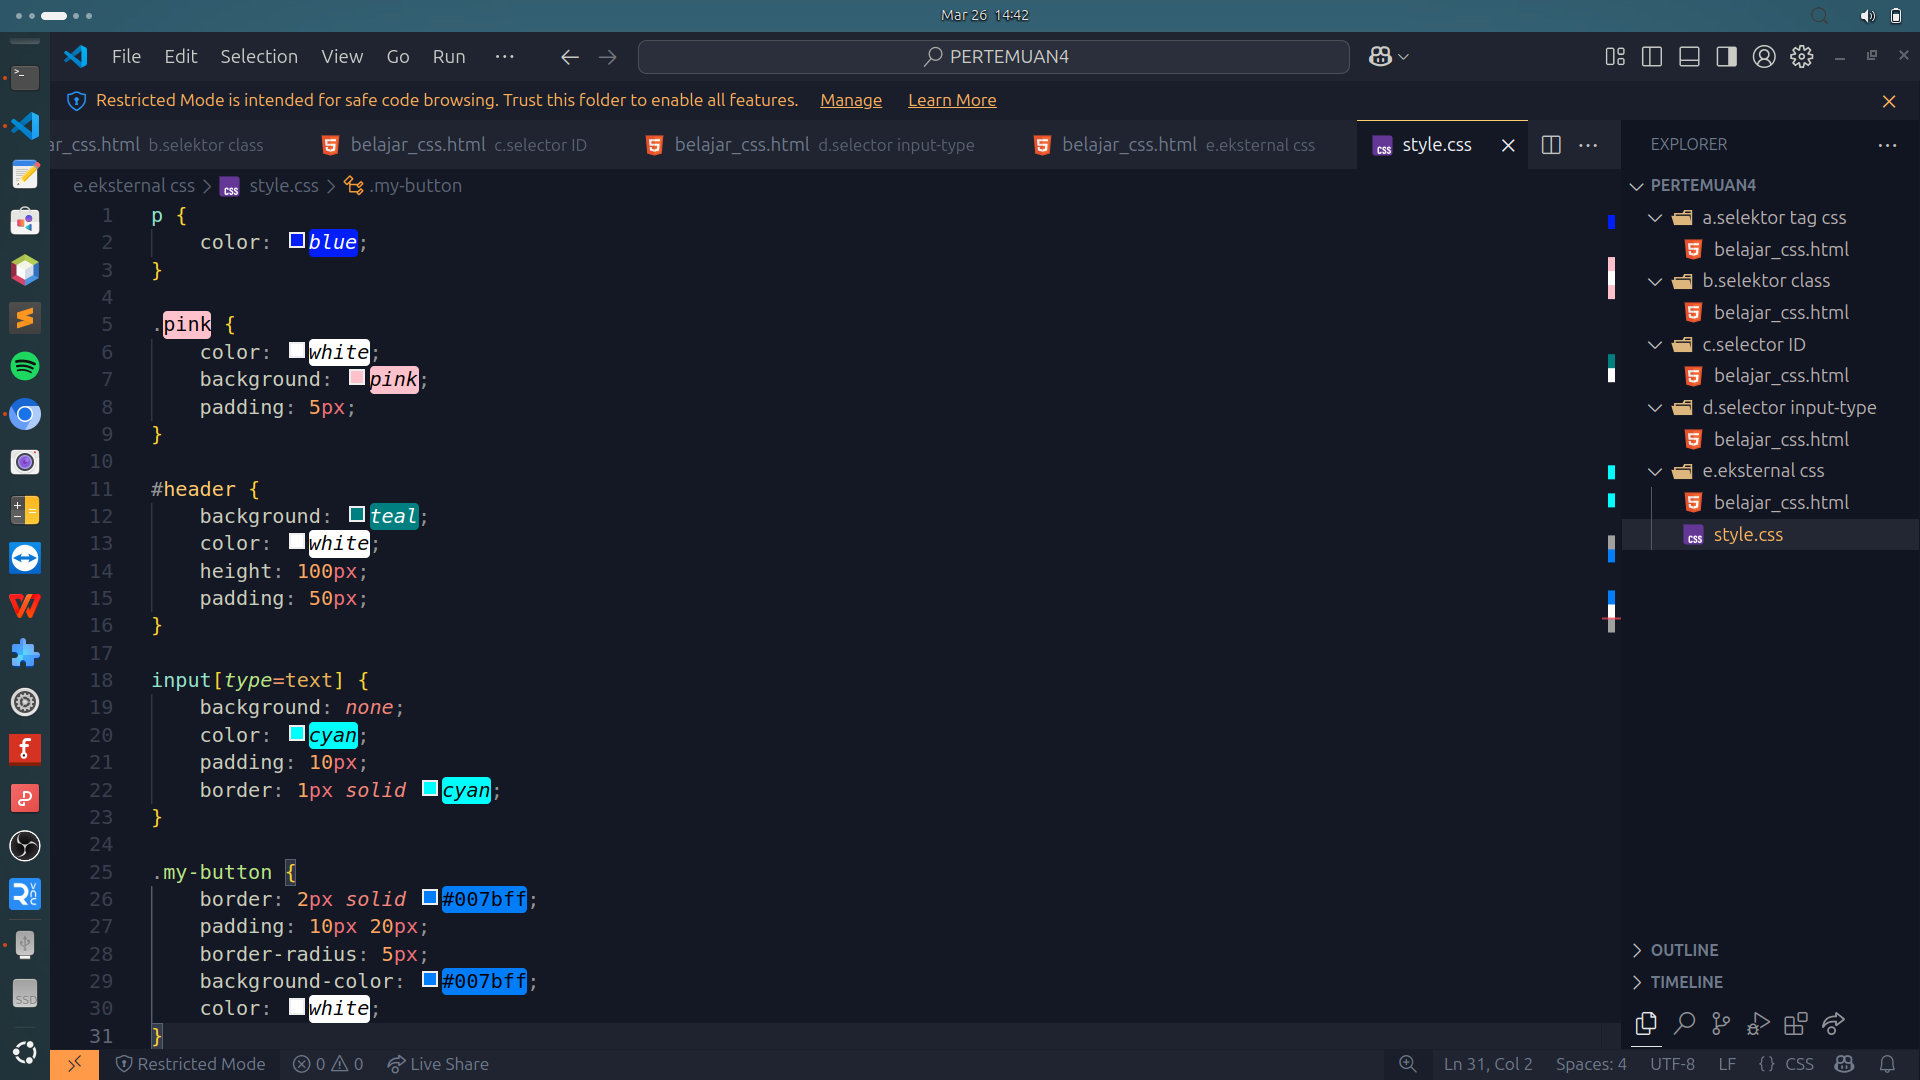 Mar 26 14:42
File Edit Selection View Go Run ··· PERTEMUAN4
Restricted Mode is intended for safe code browsing. Trust this folder to enable all features. Manage Learn More
ar_css.html b.selektor class belajar_css.html c.selector ID belajar_css.html d.selector input-type belajar_css.html e.eksternal css style.css
e.eksternal css > style.css > .my-button
1 p {
2 color: blue;
3 }
4
5 .pink {
6 color: white;
7 background: pink;
8 padding: 5px;
9 }
10
11 #header {
12 background: teal;
13 color: white;
14 height: 100px;
15 padding: 50px;
16 }
17
18 input[type=text] {
19 background: none;
20 color: cyan;
21 padding: 10px;
22 border: 1px solid cyan;
23 }
24
25 .my-button {
26 border: 2px solid #007bff;
27 padding: 10px 20px;
28 border-radius: 5px;
29 background-color: #007bff;
30 color: white;
31 }
EXPLORER
PERTEMUAN4
a.selektor tag css
belajar_css.html
b.selektor class
belajar_css.html
c.selector ID
belajar_css.html
d.selector input-type
belajar_css.html
e.eksternal css
belajar_css.html
style.css
OUTLINE
TIMELINE
SSD
Restricted Mode 0 0 Live Share Ln 31, Col 2 Spaces: 4 UTF-8 LF {} CSS